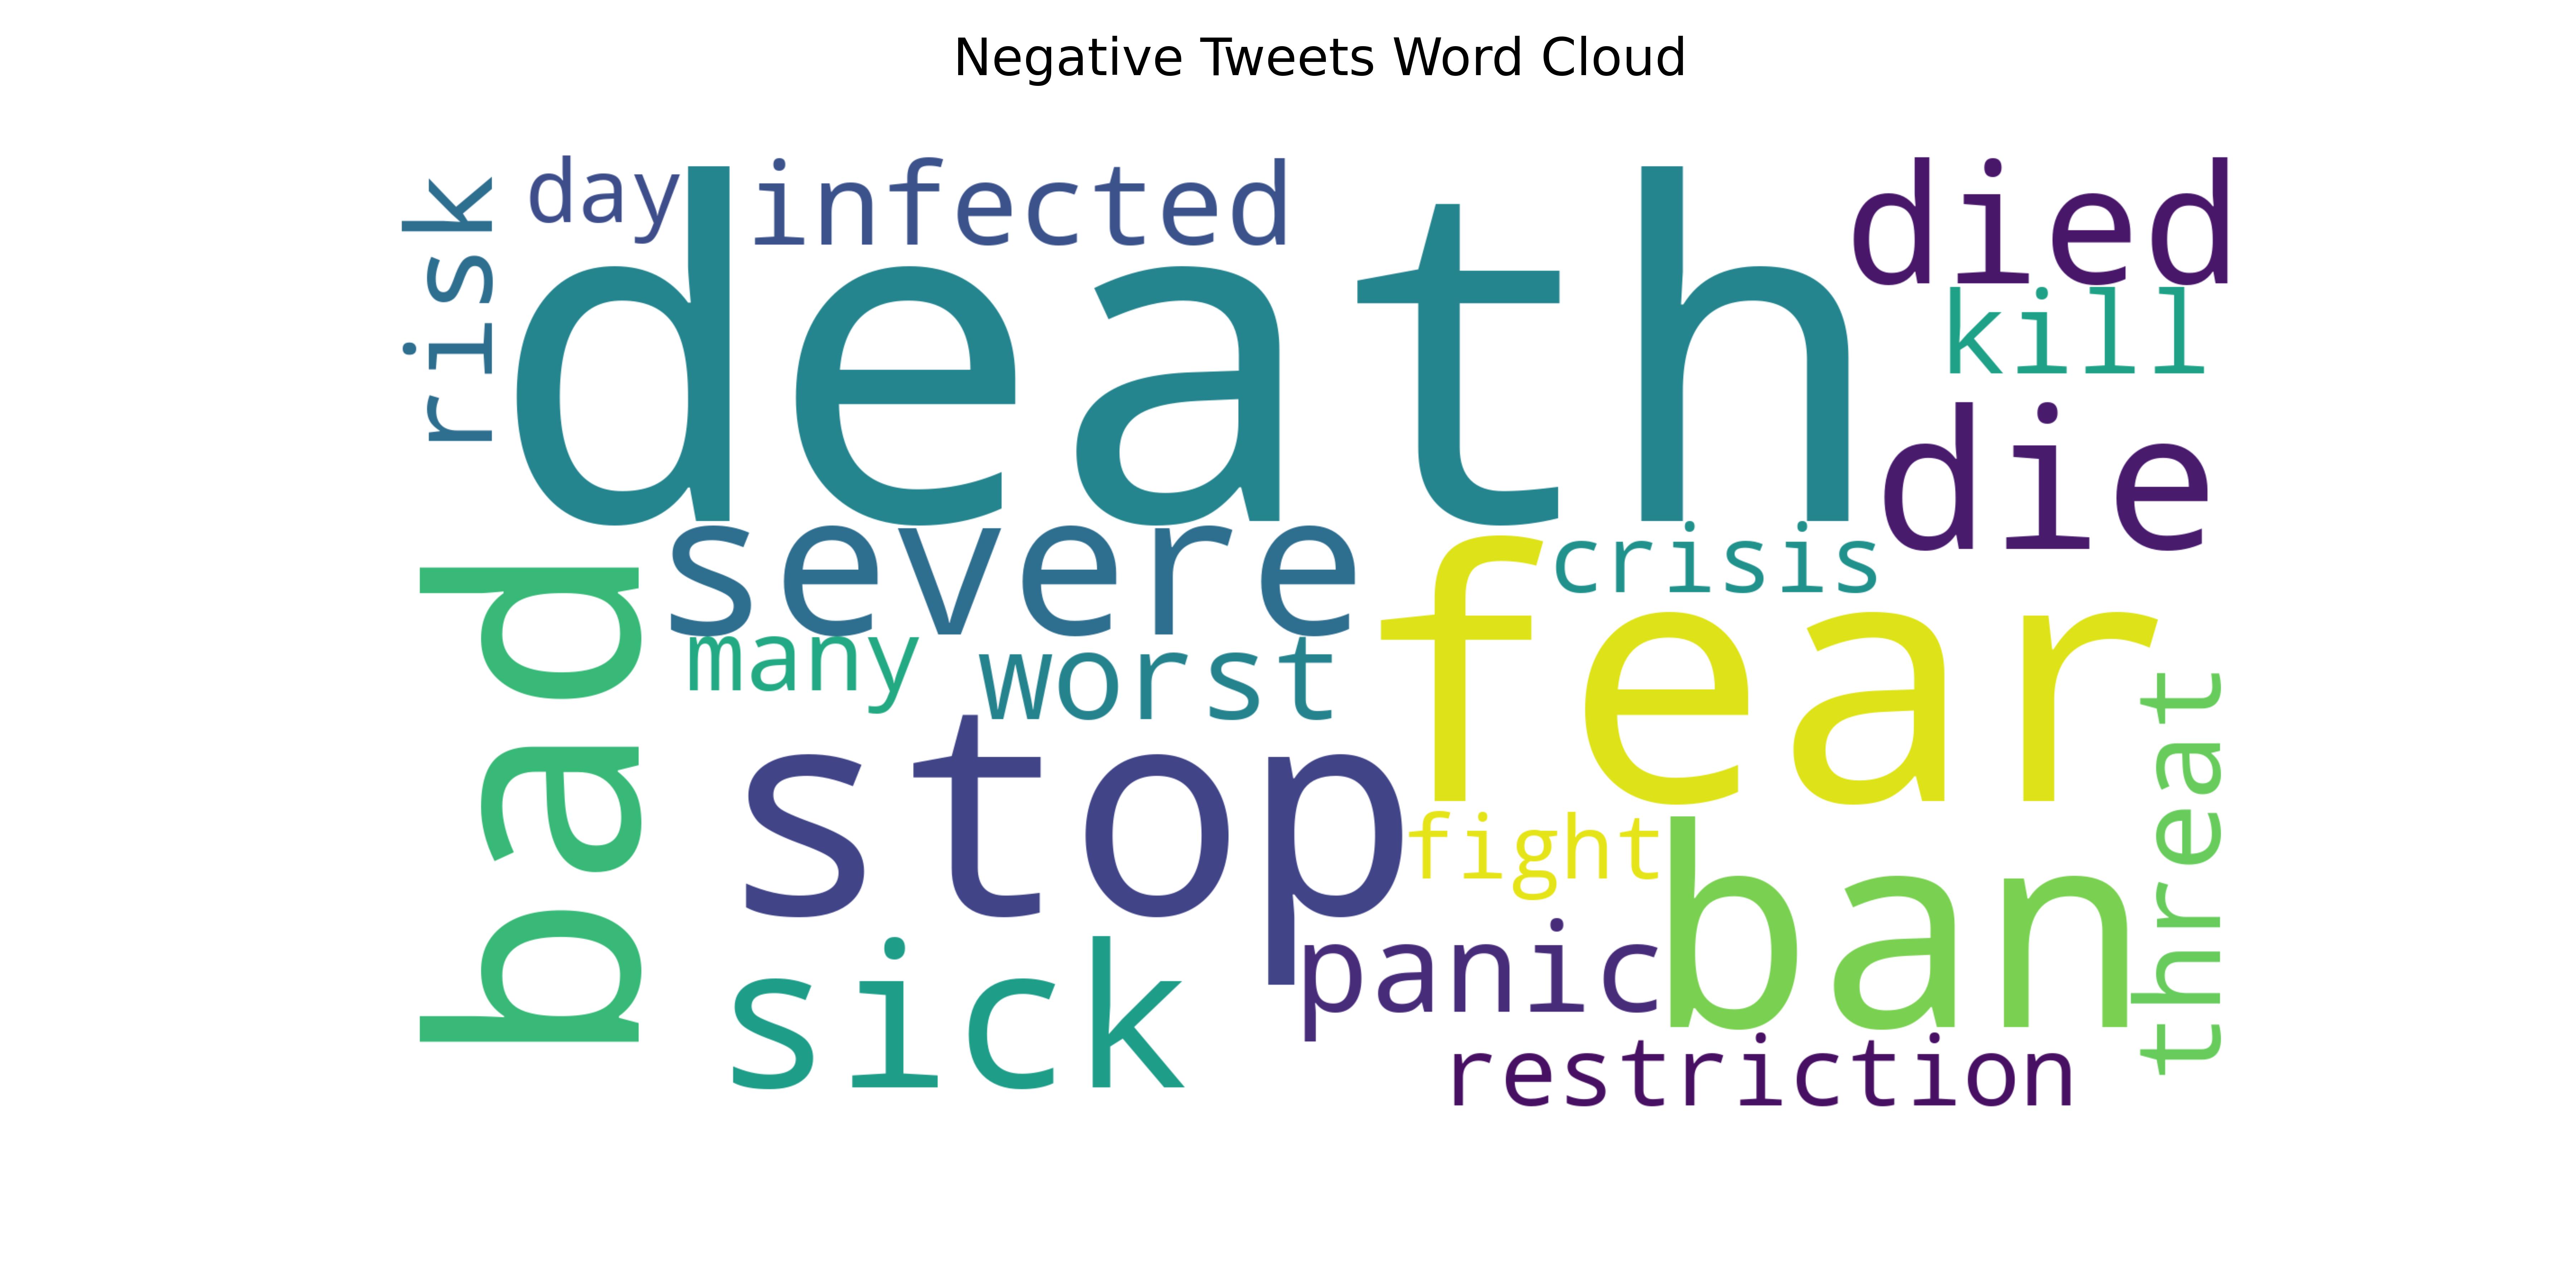 Negative Tweets Word Cloud
risk
day
infected
death
died
kill
die
severe
crisis
bad
many
worst
fear
stop
threat
fight
ban
sick
panic
restriction